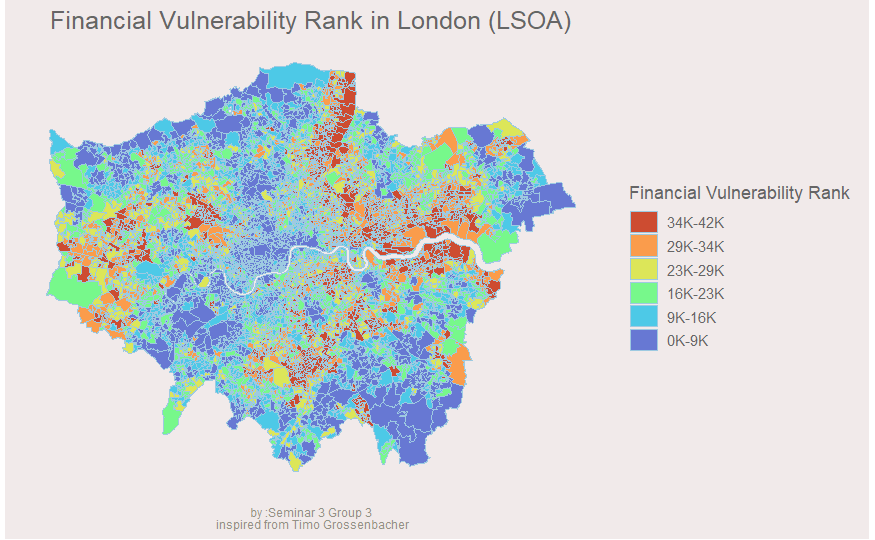 Financial Vulnerability Rank in London (LSOA)
Financial Vulnerability Rank
34K-42K
29K-34K
23K-29K
16K-23K
9K-16K
0K-9K
by :Seminar 3 Group 3
inspired from Timo Grossenbacher